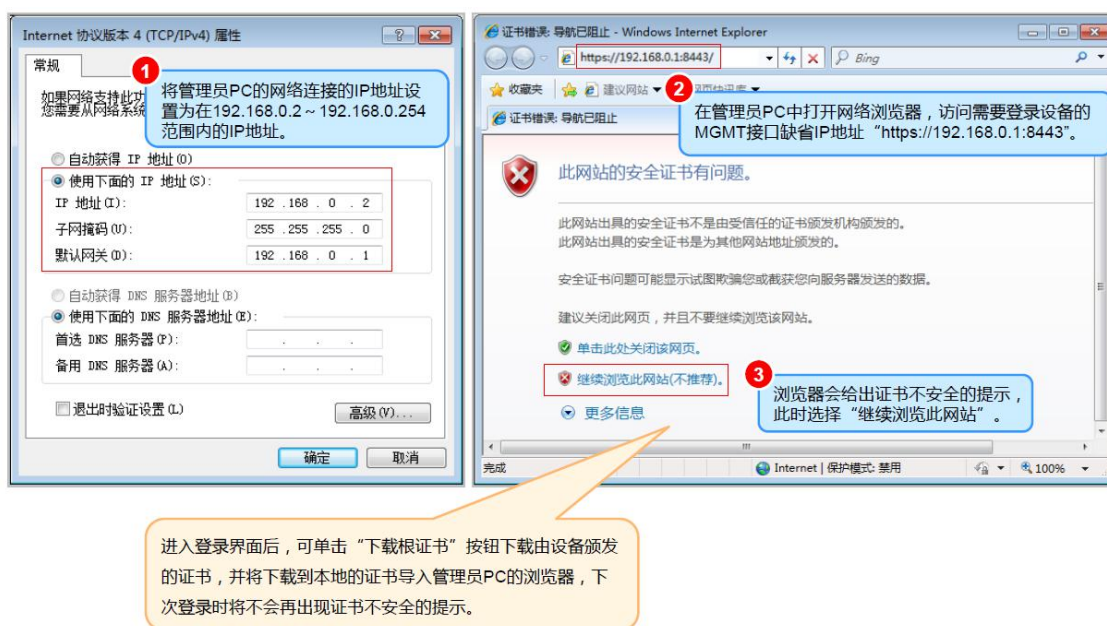 Internet 协议版本 4 (TCP/IPv4) 属性
常规
1
将管理员PC的网络连接的IP地址设
置为在192.168.0.2～192.168.0.254
范围内的IP地址。
如果网络支持此功
您需要从网络系统
自动获得 IP 地址(O)
使用下面的 IP 地址(S):
IP 地址(I): 192 . 168 . 0 . 2
子网掩码(U): 255 . 255 . 255 . 0
默认网关(D): 192 . 168 . 0 . 1
自动获得 DNS 服务器地址(B)
使用下面的 DNS 服务器地址(E):
首选 DNS 服务器(P):
备用 DNS 服务器(A):
退出时验证设置(L)
高级(V)...
确定 取消
证书错误: 导航已阻止 - Windows Internet Explorer
https://192.168.0.1:8443/ Bing
收藏夹 建议网站
2
在管理员PC中打开网络浏览器，访问需要登录设备的
MGMT接口缺省IP地址“https://192.168.0.1:8443”。
证书错误: 导航已阻止
此网站的安全证书有问题。
此网站出具的安全证书不是由受信任的证书颁发机构颁发的。
此网站出具的安全证书是为其他网站地址颁发的。
安全证书问题可能显示试图欺骗您或截获您向服务器发送的数据。
建议关闭此网页，并且不要继续浏览该网站。
单击此处关闭该网页。
继续浏览此网站(不推荐)。
更多信息
3
浏览器会给出证书不安全的提示，
此时选择“继续浏览此网站”。
完成 Internet | 保护模式: 禁用 100%
进入登录界面后，可单击“下载根证书”按钮下载由设备颁发
的证书，并将下载到本地的证书导入管理员PC的浏览器，下
次登录时将不会再出现证书不安全的提示。